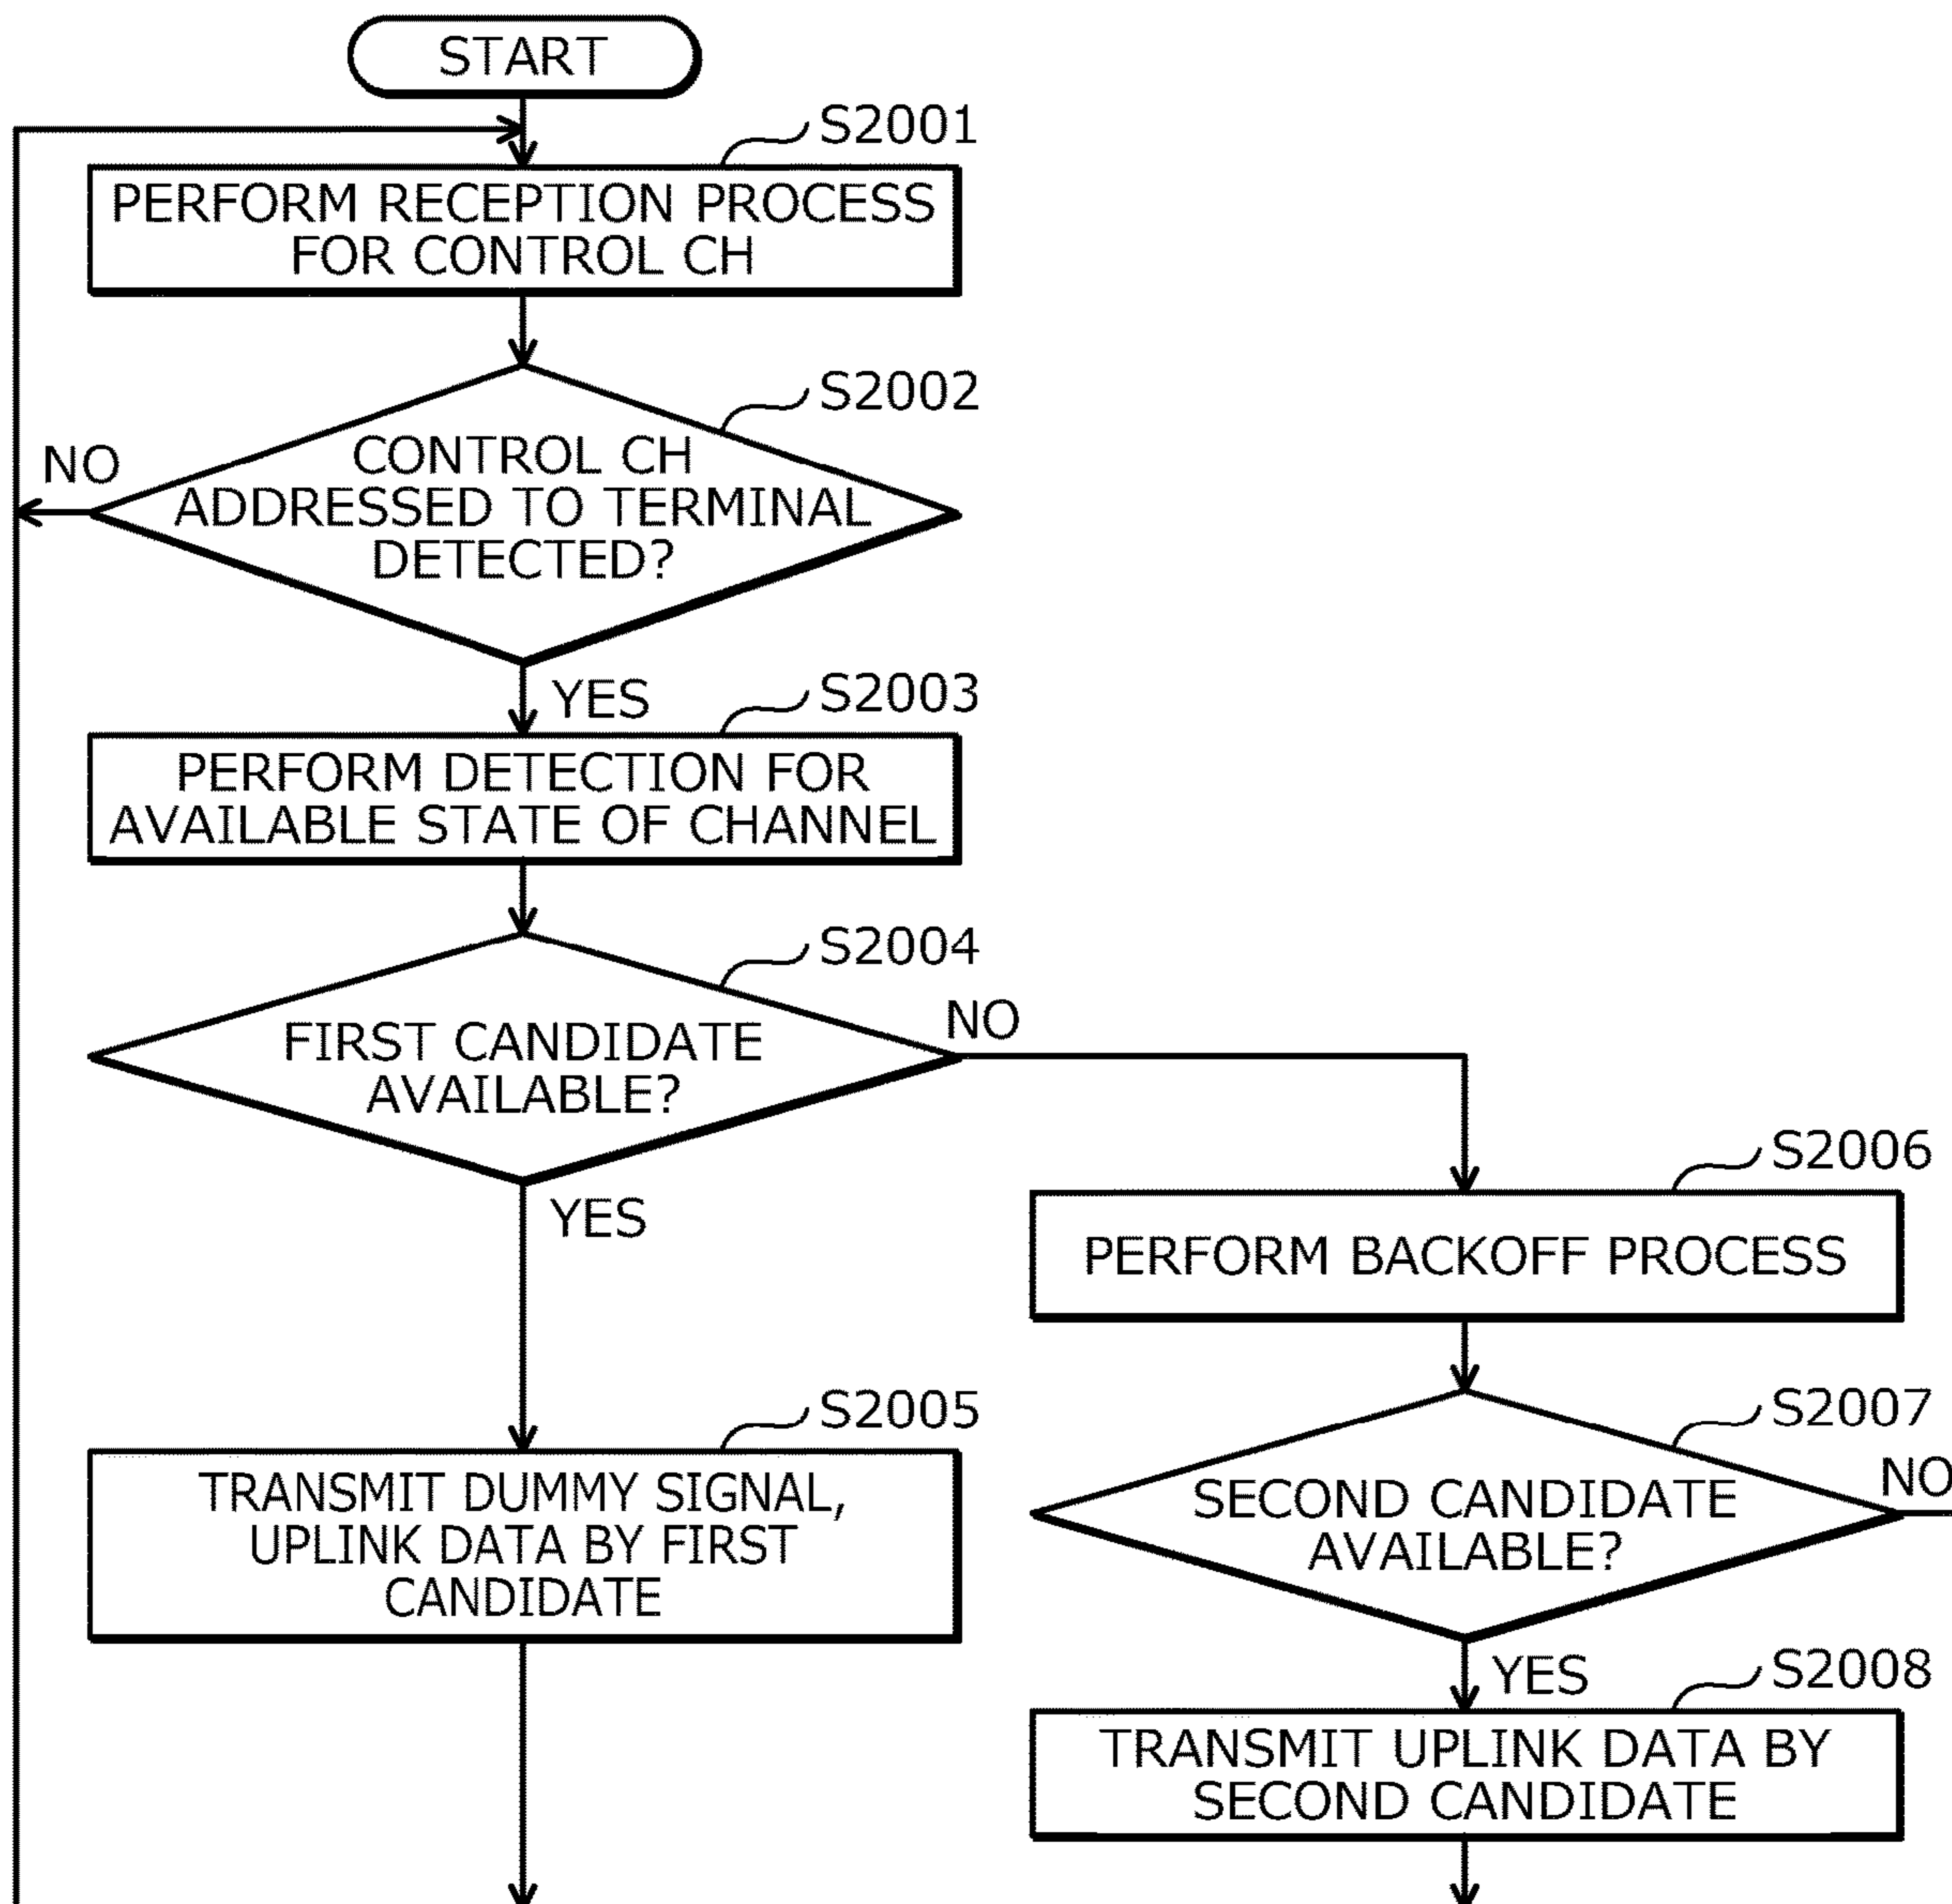 START
S2001
PERFORM RECEPTION PROCESS
FOR CONTROL CH
S2002
NO
CONTROL CH
ADDRESSED TO TERMINAL
DETECTED?
YES
S2003
PERFORM DETECTION FOR
AVAILABLE STATE OF CHANNEL
S2004
NO
FIRST CANDIDATE
AVAILABLE?
YES
S2006
PERFORM BACKOFF PROCESS
S2005
TRANSMIT DUMMY SIGNAL,
UPLINK DATA BY FIRST
CANDIDATE
S2007
NO
SECOND CANDIDATE
AVAILABLE?
YES
S2008
TRANSMIT UPLINK DATA BY
SECOND CANDIDATE